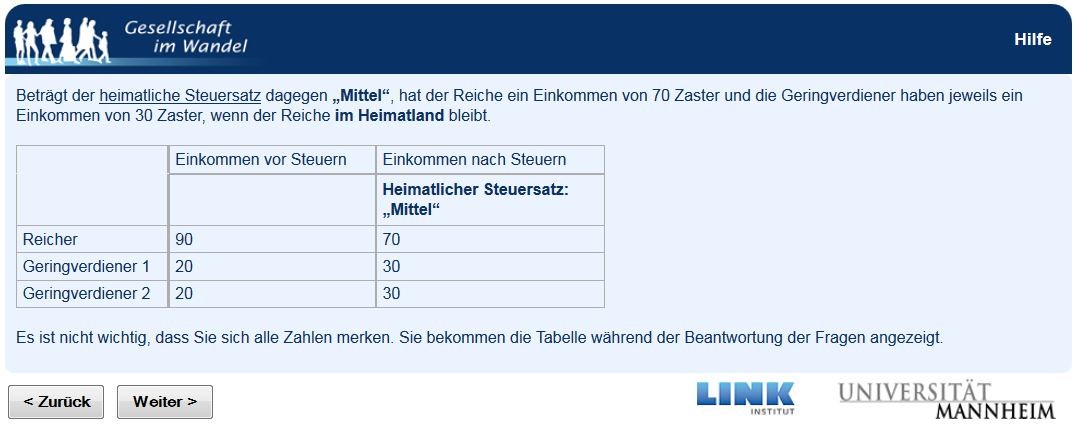 Gesellschaft
im Wandel
Hilfe
Beträgt der heimatliche Steuersatz dagegen „Mittel“, hat der Reiche ein Einkommen von 70 Zaster und die Geringverdiener haben jeweils ein
Einkommen von 30 Zaster, wenn der Reiche im Heimatland bleibt.
Einkommen vor Steuern Einkommen nach Steuern
Heimatlicher Steuersatz:
„Mittel“
Reicher 90 70
Geringverdiener 1 20 30
Geringverdiener 2 20 30
Es ist nicht wichtig, dass Sie sich alle Zahlen merken. Sie bekommen die Tabelle während der Beantwortung der Fragen angezeigt.
< Zurück Weiter >
LINK
INSTITUT
UNIVERSITÄT
MANNHEIM